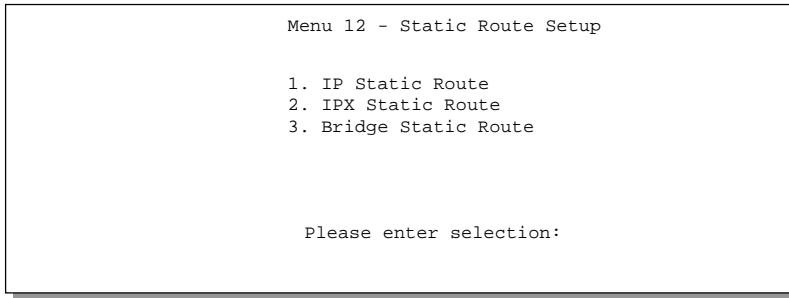 Menu 12 - Static Route Setup
1. IP Static Route
2. IPX Static Route
3. Bridge Static Route
Please enter selection: